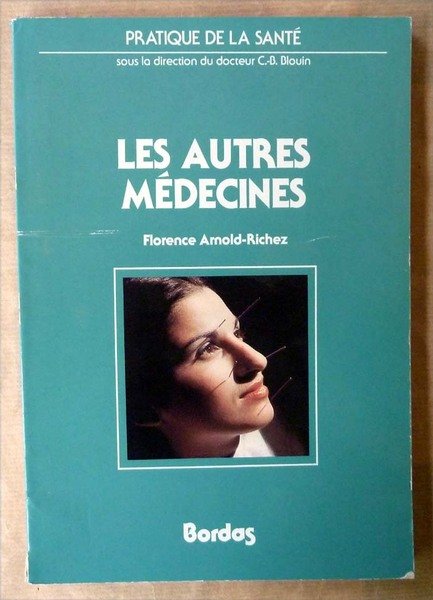 PRATIQUE DE LA SANTÉ
sous la direction du docteur C.-B. Blouin
LES AUTRES
MÉDECINES
Florence Arnold-Richez
Bordas